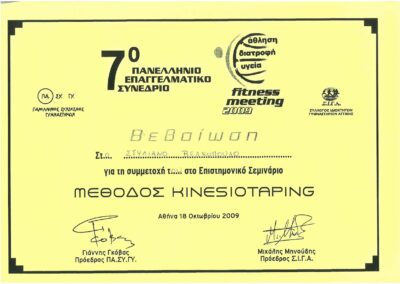 7ο ΠΑΝΕΛΛΗΝΙΟ
ΕΠΑΓΓΕΛΜΑΤΙΚΟ
ΣΥΝΕΔΡΙΟ
άθληση
διατροφή
υγεία
fitness
meeting
2009
ΠΑ. ΣΥ. ΓΥ.
ΠΑΝΕΛΛΗΝΙΟΣ ΣΥΛΛΟΓΟΣ
ΓΥΜΝΑΣΤΗΡΙΩΝ
Σ.Ι.Γ.Α.
ΣΥΛΛΟΓΟΣ ΙΔΙΟΚΤΗΤΩΝ
ΓΥΜΝΑΣΤΗΡΙΩΝ ΑΤΤΙΚΗΣ
Βεβαίωση
Στ.ο ΣΤΥΛΙΑΝΟ
για τη συμμετοχή τ.... στο Επιστημονικό Σεμινάριο
ΜΕΘΟΔΟΣ KINESIOTAPING
Αθήνα 18 Οκτωβρίου 2009
Γιάννης Γκόβας
Πρόεδρος ΠΑ.ΣΥ.ΓΥ.
Μιχάλης Μηνούδης
Πρόεδρος Σ.Ι.Γ.Α.